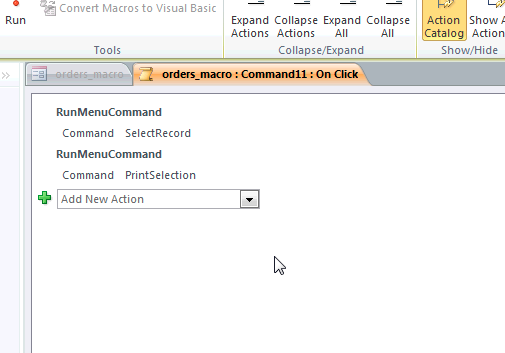 Run
Convert Macros to Visual Basic
Expand Actions
Collapse Actions
Expand All
Collapse All
Action Catalog
Show A
Action
Tools
Collapse/Expand
Show/Hide
orders_macro
orders_macro : Command11 : On Click
RunMenuCommand
Command SelectRecord
RunMenuCommand
Command PrintSelection
Add New Action